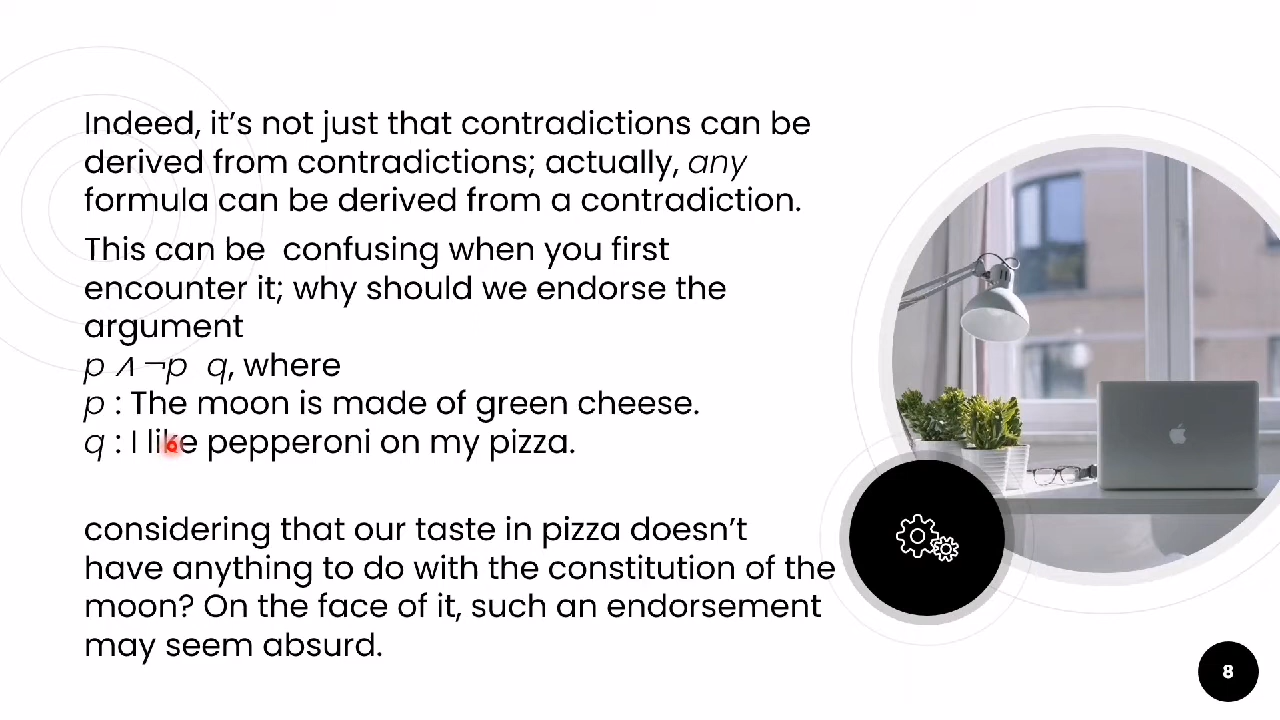 Indeed, it’s not just that contradictions can be
derived from contradictions; actually, any
formula can be derived from a contradiction.
This can be  confusing when you first
encounter it; why should we endorse the
argument
p ∧ ¬p  q, where
p : The moon is made of green cheese.
q : I like pepperoni on my pizza.
considering that our taste in pizza doesn’t
have anything to do with the constitution of the
moon? On the face of it, such an endorsement
may seem absurd.
8